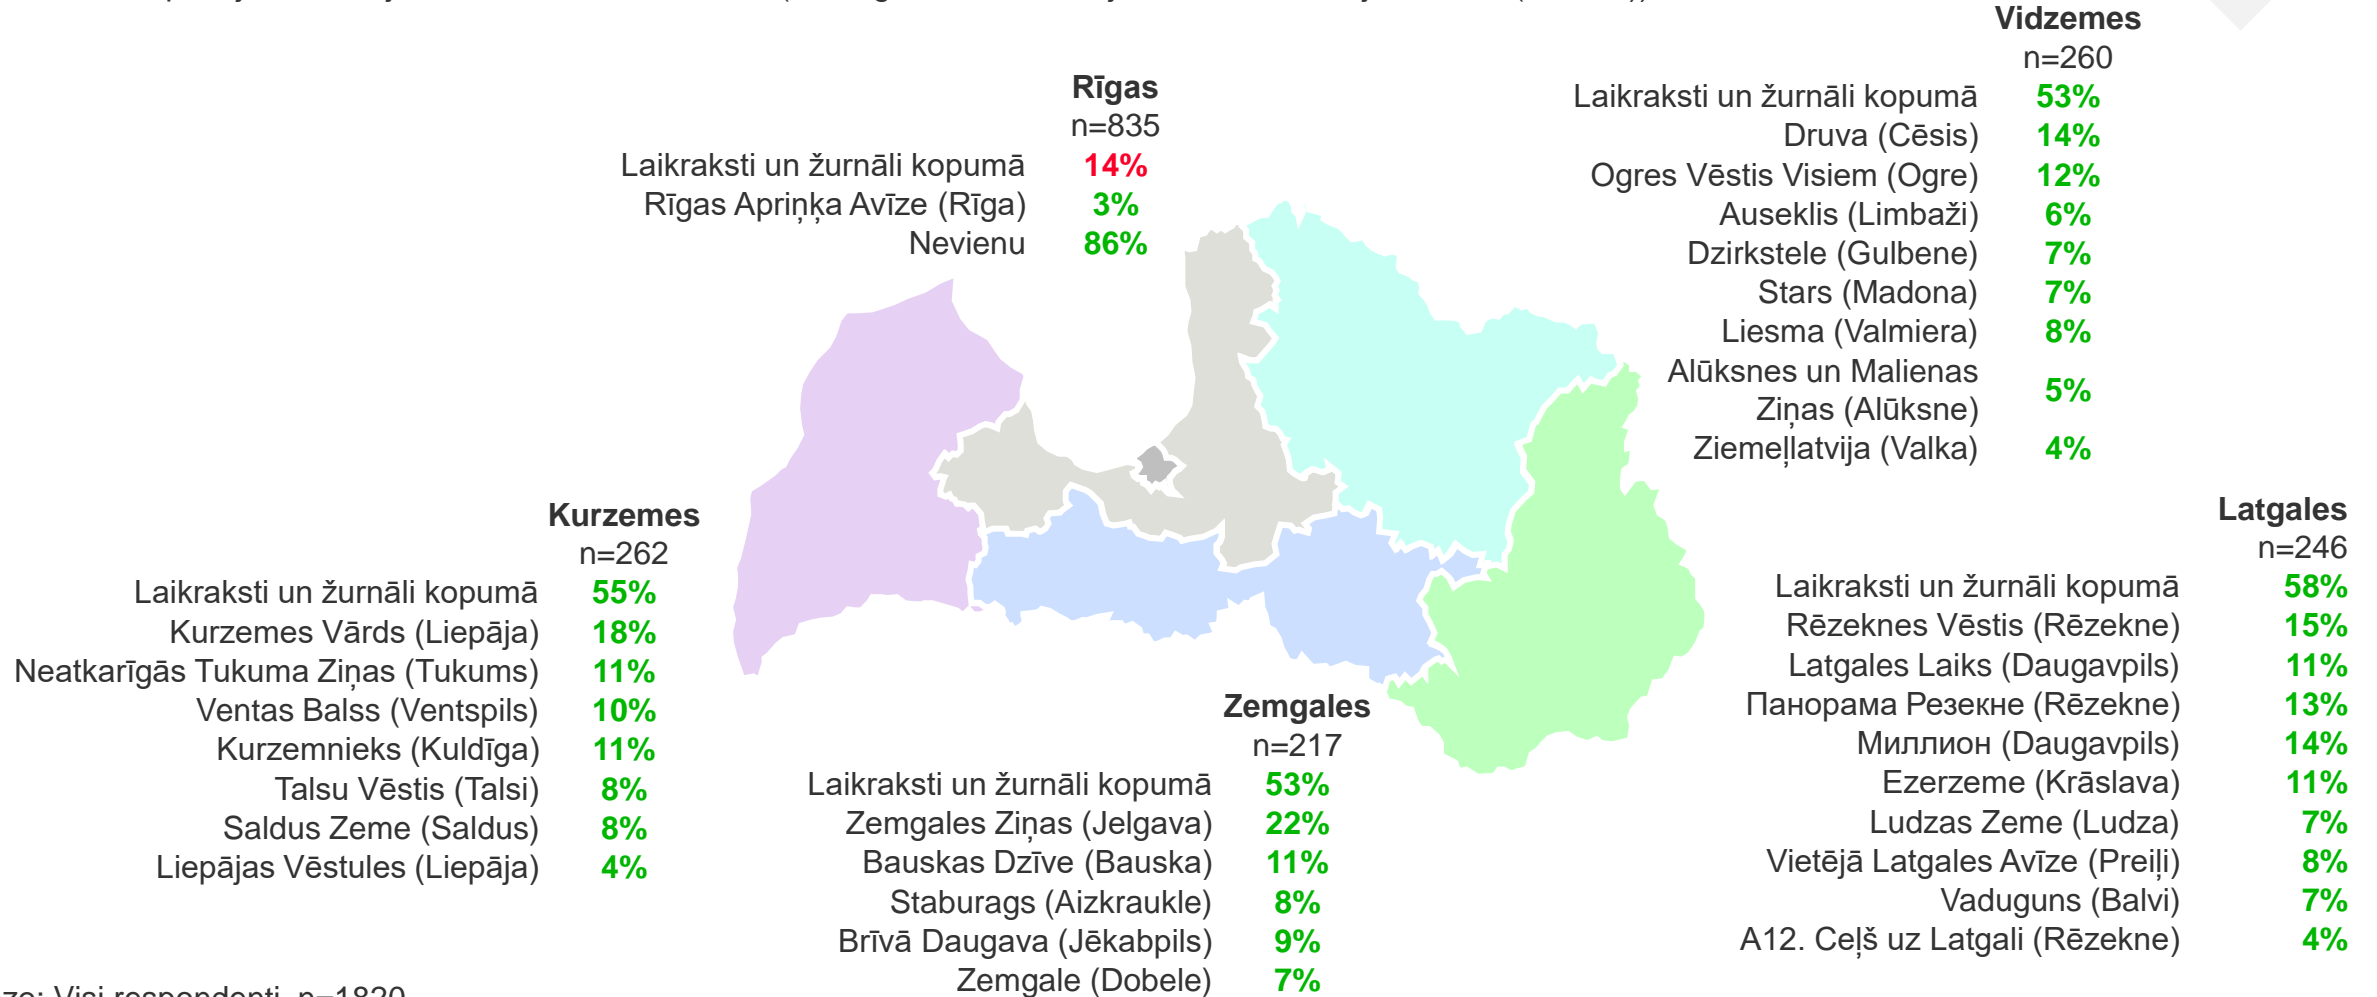 Vidzemes
n=260
Laikraksti un žurnāli kopumā 53%
Druva (Cēsis) 14%
Ogres Vēstis Visiem (Ogre) 12%
Auseklis (Limbaži) 6%
Dzirkstele (Gulbene) 7%
Stars (Madona) 7%
Liesma (Valmiera) 8%
Alūksnes un Malienas
Ziņas (Alūksne) 5%
Ziemeļlatvija (Valka) 4%
Rīgas
n=835
Laikraksti un žurnāli kopumā 14%
Rīgas Apriņķa Avīze (Rīga) 3%
Nevienu 86%
Kurzemes
n=262
Laikraksti un žurnāli kopumā 55%
Kurzemes Vārds (Liepāja) 18%
Neatkarīgās Tukuma Ziņas (Tukums) 11%
Ventas Balss (Ventspils) 10%
Kurzemnieks (Kuldīga) 11%
Talsu Vēstis (Talsi) 8%
Saldus Zeme (Saldus) 8%
Liepājas Vēstules (Liepāja) 4%
Zemgales
n=217
Laikraksti un žurnāli kopumā 53%
Zemgales Ziņas (Jelgava) 22%
Bauskas Dzīve (Bauska) 11%
Staburags (Aizkraukle) 8%
Brīvā Daugava (Jēkabpils) 9%
Zemgale (Dobele) 7%
Latgales
n=246
Laikraksti un žurnāli kopumā 58%
Rēzeknes Vēstis (Rēzekne) 15%
Latgales Laiks (Daugavpils) 11%
Панорама Резекне (Rēzekne) 13%
Миллион (Daugavpils) 14%
Ezerzeme (Krāslava) 11%
Ludzas Zeme (Ludza) 7%
Vietējā Latgales Avīze (Preiļi) 8%
Vaduguns (Balvi) 7%
A12. Ceļš uz Latgali (Rēzekne) 4%
Visi respondenti, n=1820